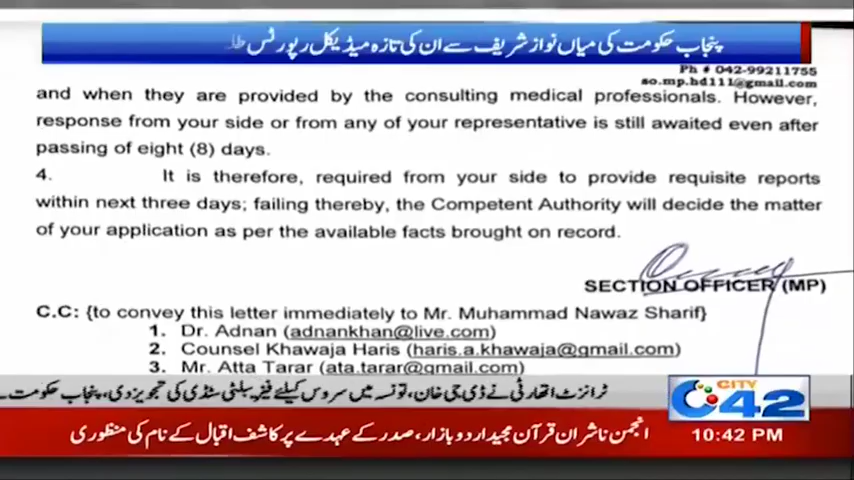 پنجاب حکومت کی میاں نواز شریف سے ان کی تازہ میڈیکل رپورٹس
Ph # 042-99211755
so.mp.hd111@gmail.com
and when they are provided by the consulting medical professionals. However,
response from your side or from any of your representative is still awaited even after
passing of eight (8) days.
4. It is therefore, required from your side to provide requisite reports
within next three days; failing thereby, the Competent Authority will decide the matter
of your application as per the available facts brought on record.
SECTION OFFICER (MP)
C.C: {to convey this letter immediately to Mr. Muhammad Nawaz Sharif}
1. Dr. Adnan (adnankhan@live.com)
2. Counsel Khawaja Haris (haris.a.khawaja@gmail.com)
3. Mr. Atta Tarar (ata.tarar@gmail.com)
ٹرانزٹ اتھارٹی نے ڈی جی خان، تونسہ میں سروس کیلئے فیزیبلٹی سٹڈی کی تجویز دی، پنجاب حکومت
CITY
42
انجمن ناشران قرآن مجید اردو بازار، صدر کے عہدے پر کاشف اقبال کے نام کی منظوری
10:42 PM